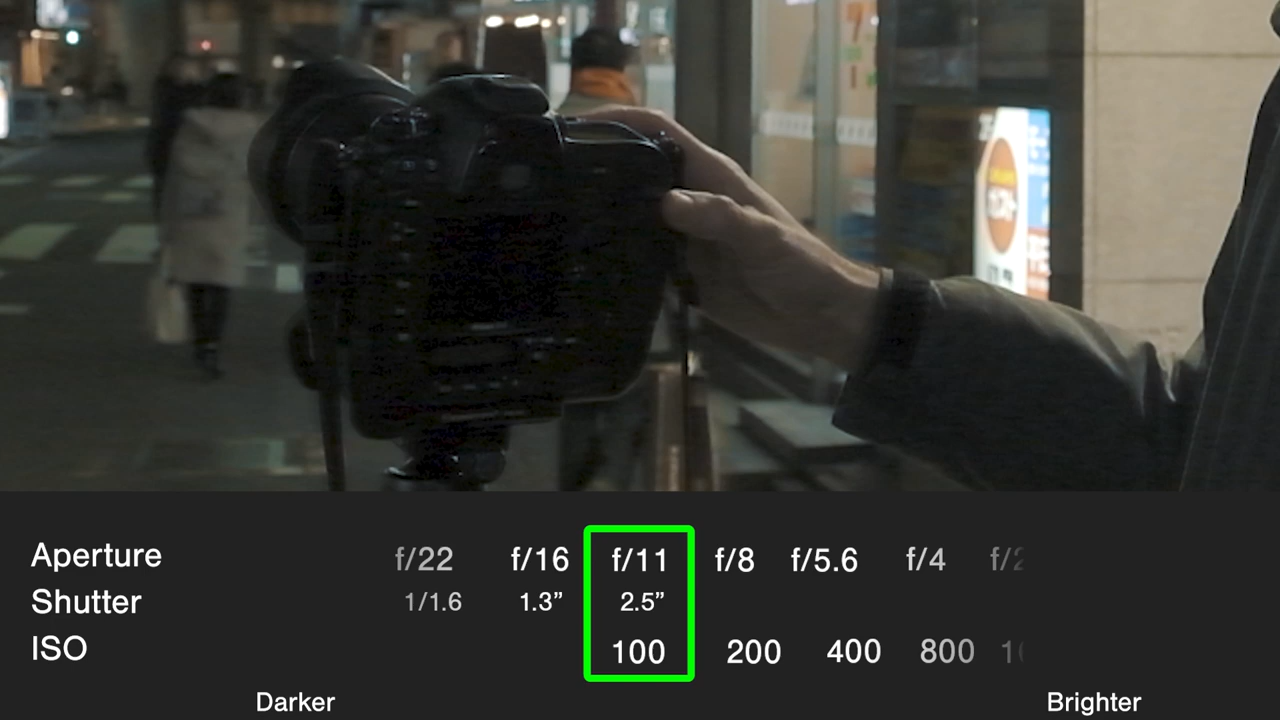 Aperture f/22 f/16 f/11 f/8 f/5.6 f/4
Shutter 1/1.6 1.3” 2.5”
ISO 100 200 400 800
Darker Brighter